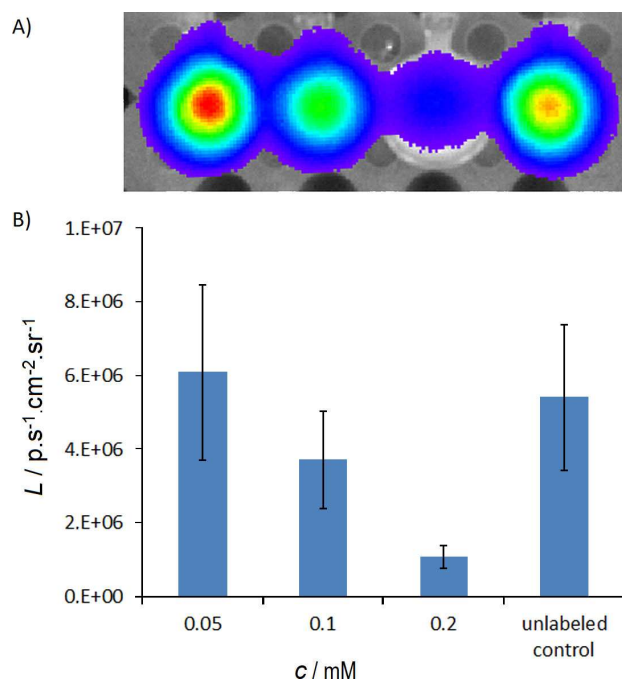 A)
B)
1.E+07
8.E+06
6.E+06
4.E+06
2.E+06
0.E+00
L / p.s⁻¹.cm⁻².sr⁻¹
0.05
0.1
0.2
unlabeled
control
c / mM